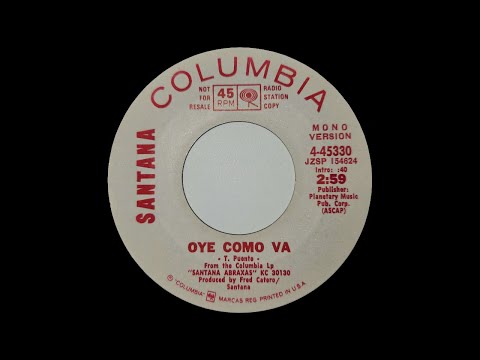 COLUMBIA
NOT
FOR
RESALE
45
RPM
RADIO
STATION
COPY
MONO
VERSION
SANTANA
4-45330
JZSP 154624
Intro: :40
2:59
Publisher:
Planetary Music
Pub. Corp.
(ASCAP)
OYE COMO VA
• T. Puente •
From the Columbia Lp
"SANTANA ABRAXAS" KC 30130
Produced by Fred Catero/
Santana
Ⓟ "COLUMBIA", MARCAS REG. PRINTED IN U.S.A.